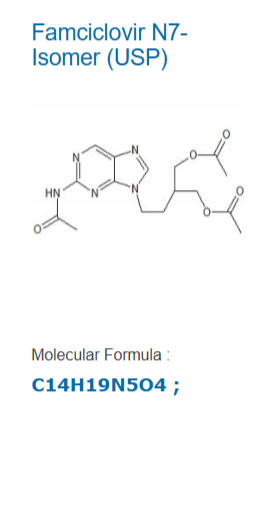 Famciclovir N7-
Isomer (USP)
O
O
N
N
O
HN
N
N
O
O
O
Molecular Formula :
C14H19N5O4 ;